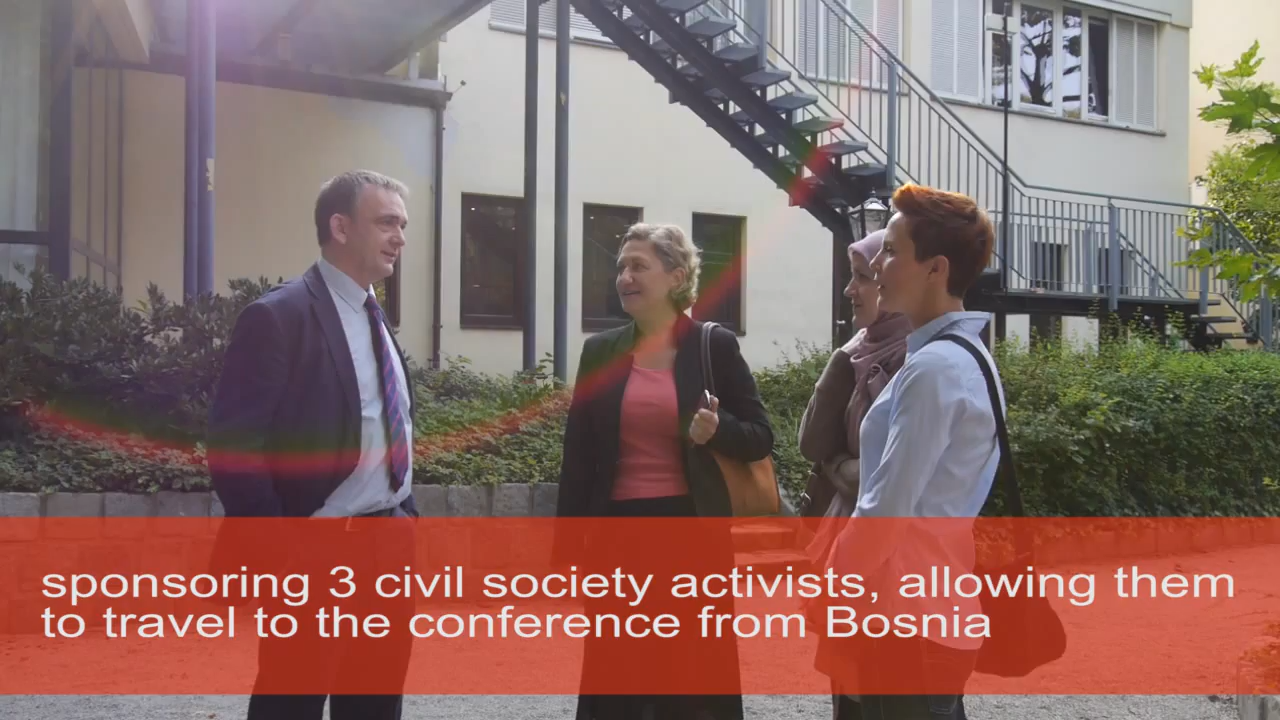 sponsoring 3 civil society activists, allowing them
to travel to the conference from Bosnia